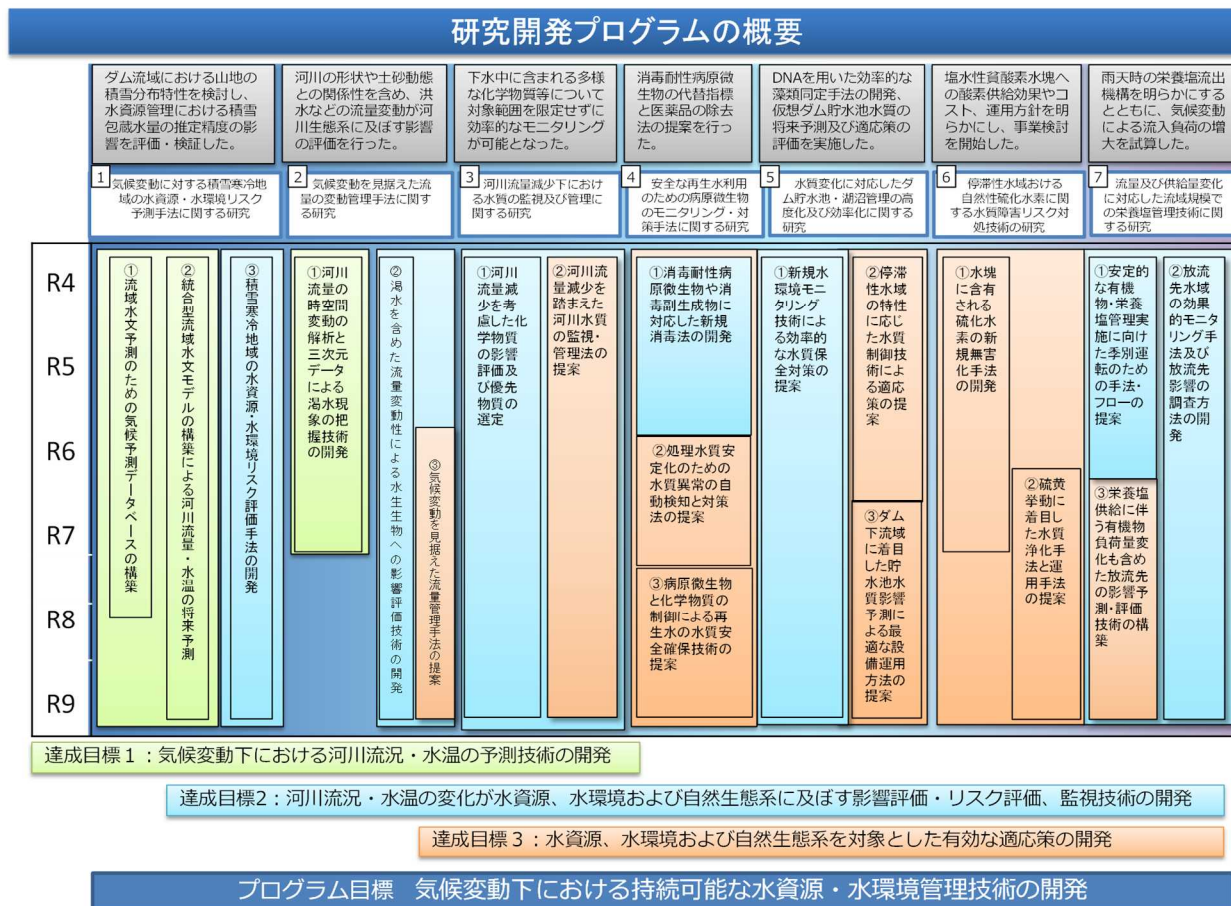 研究開発プログラムの概要
ダム流域における山地の
積雪分布特性を検討し、
水資源管理における積雪
包蔵水量の推定精度の影
響を評価・検証した。
河川の形状や土砂動態
との関係性を含め、洪
水などの流量変動が河
川生態系に及ぼす影響
の評価を行った。
下水中に含まれる多様
な化学物質等について
対象範囲を限定せずに
効率的なモニタリング
が可能となった。
消毒耐性病原微
生物の代替指標
と医薬品の除去
法の提案を行っ
た。
DNAを用いた効率的な
藻類同定手法の開発、
仮想ダム貯水池水質の
将来予測及び適応策の
評価を実施した。
塩水性貧酸素水塊へ
の酸素供給効果やコ
スト、運用方針を明
らかにし、事業検討
を開始した。
雨天時の栄養塩流出
機構を明らかにする
とともに、気候変動
による流入負荷の増
大を試算した。
1
気候変動に対する積雪寒冷地
域の水資源・水環境リスク
予測手法に関する研究
2
気候変動を見据えた流
量の変動管理手法に関
する研究
3
河川流量減少下におけ
る水質の監視及び管理に
関する研究
4
安全な再生水利用
のための病原微生物
のモニタリング・対
策手法に関する研究
5
水質変化に対応したダ
ム貯水池・湖沼管理の高
度化及び効率化に関する
研究
6
停滞性水域おける
自然性硫化水素に関
する水質障害リスク対
処技術の研究
7
流量及び供給量変化
に対応した流域規模で
の栄養塩管理技術に関
する研究
R4
R5
R6
R7
R8
R9
①流域水文予測のための気候予測データベースの構築
②統合型流域水文モデルの構築による河川流量・水温の将来予測
③積雪寒冷地域の水資源・水環境リスク評価手法の開発
①河川
流量の
時空間
変動の
解析と
三次元
データ
による
渇水現
象の把
握技術
の開発
②渇水を含めた流量変動性による水生生物への影響評価技術の開発
③気候変動を見据えた流量管理手法の提案
①河川
流量減
少を考
慮した化
学物質
の影響
評価及
び優先
物質の
選定
②河川流
量減少を
踏まえた
河川水質
の監視・
管理法の
提案
①消毒耐性病
原微生物や消
毒副生成物に
対応した新規
消毒法の開発
②処理水質安
定化のための
水質異常の自
動検知と対策
法の提案
③病原微生物
と化学物質の
制御による再
生水の水質安
全確保技術の
提案
①新規水
環境モニ
タリング
技術によ
る効率的
な水質保
全対策の
提案
②停滞
性水域
の特性
に応じ
た水質
制御技
術によ
る適応
策の提
案
③ダム
下流域
に着目
した貯
水池水
質影響
予測に
よる最
適な設
備運用
方法の
提案
①水塊
に含有
される
硫化水
素の新
規無害
化手法
の開発
②硫黄
挙動に
着目し
た水質
浄化手
法と運
用手法
の提案
①安定的
な有機
物・栄養
塩管理実
施に向け
た季別運
転のため
の手法・
フローの
提案
②放流
先水域
の効果
的モニタ
リング手
法及び
放流先
影響の
調査方
法の開
発
③栄養塩
供給に伴
う有機物
負荷量変
化も含め
た放流先
の影響予
測・評価
技術の構
築
達成目標１：気候変動下における河川流況・水温の予測技術の開発
達成目標2：河川流況・水温の変化が水資源、水環境および自然生態系に及ぼす影響評価・リスク評価、監視技術の開発
達成目標３：水資源、水環境および自然生態系を対象とした有効な適応策の開発
プログラム目標　気候変動下における持続可能な水資源・水環境管理技術の開発